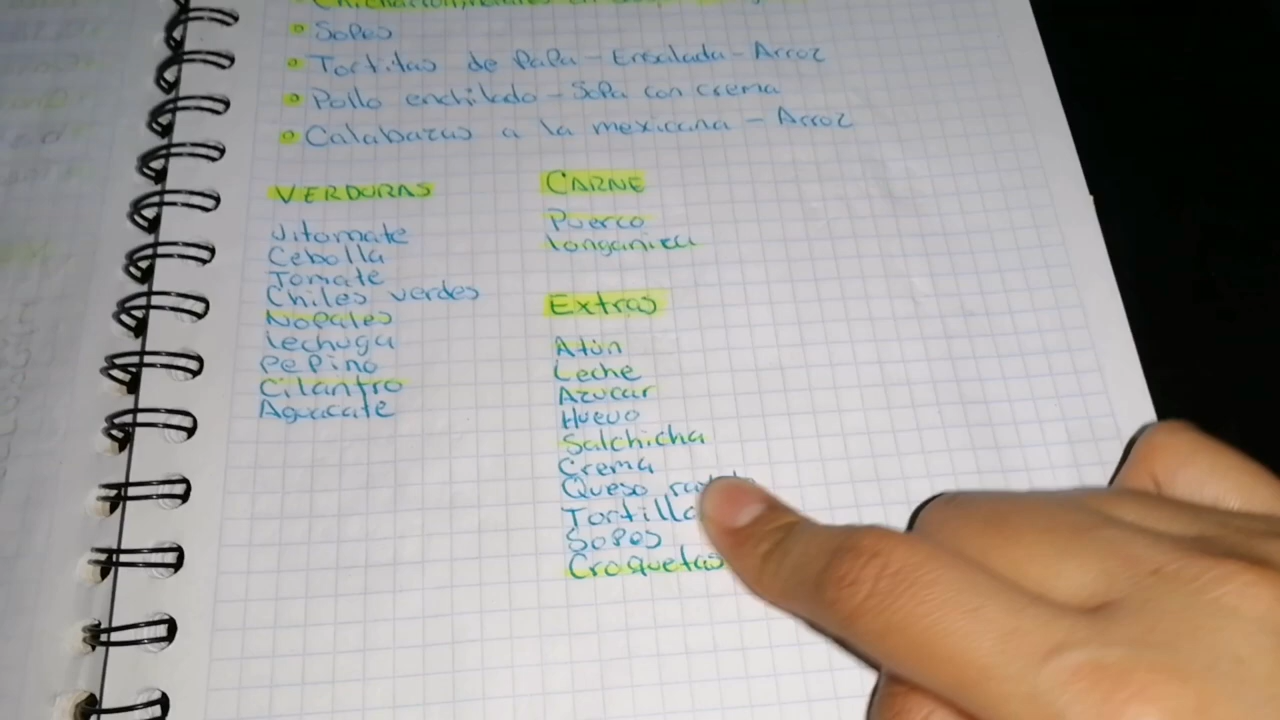 Sopes
Tortitas de papa - Ensalada - Arroz
Pollo enchilado - Sopa con crema
Calabazas a la mexicana - Arroz
VERDURAS
Jitomate
Cebolla
Tomate
Chiles verdes
Nopales
Lechuga
Pepino
Cilantro
Aguacate
CARNE
Puerco
Longaniza
Extras
Atún
Leche
Azucar
Huevo
Salchicha
Crema
Queso
Tortilla
Sopes
Croquetas